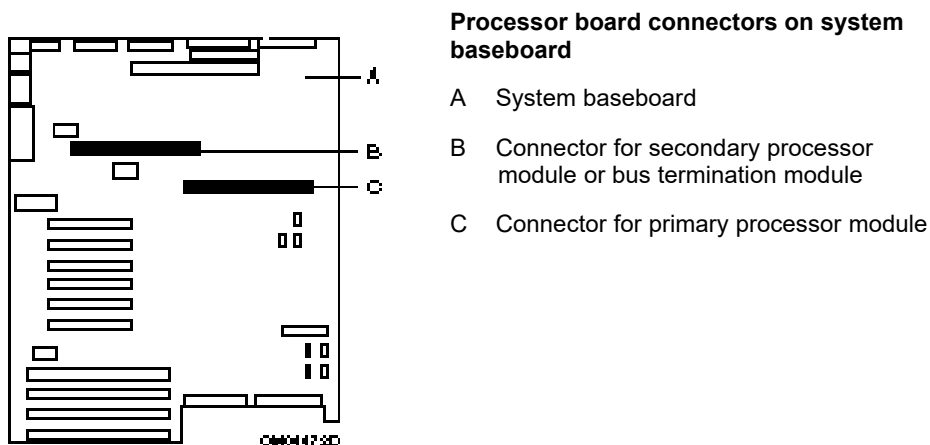 Processor board connectors on system
baseboard
A System baseboard
B Connector for secondary processor
module or bus termination module
C Connector for primary processor module
A
B
C